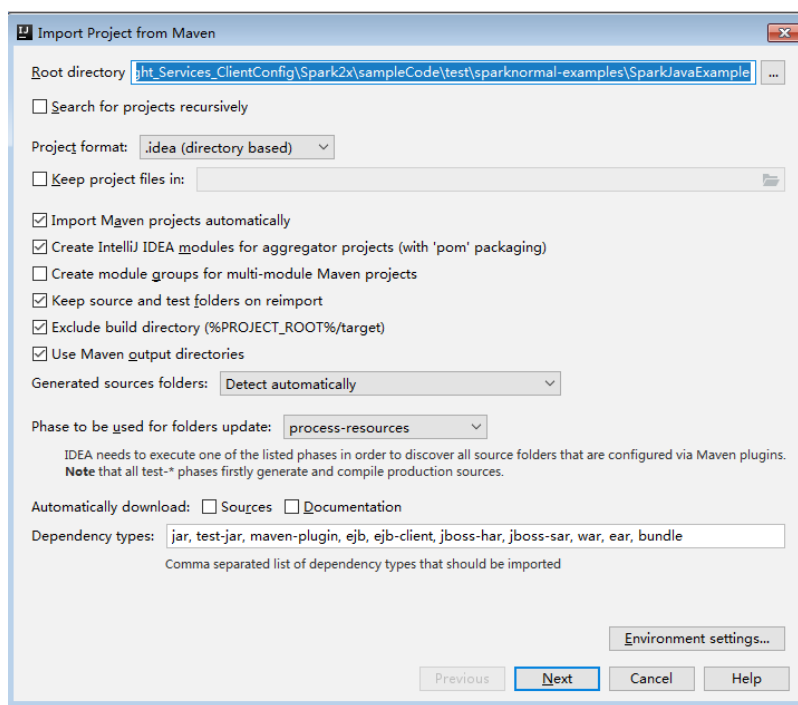 Import Project from Maven
Root directory ght_Services_ClientConfig\Spark2x\sampleCode\test\sparknormal-examples\SparkJavaExample ...
Search for projects recursively
Project format: .idea (directory based)
Keep project files in:
Import Maven projects automatically
Create IntelliJ IDEA modules for aggregator projects (with 'pom' packaging)
Create module groups for multi-module Maven projects
Keep source and test folders on reimport
Exclude build directory (%PROJECT_ROOT%/target)
Use Maven output directories
Generated sources folders: Detect automatically
Phase to be used for folders update: process-resources
IDEA needs to execute one of the listed phases in order to discover all source folders that are configured via Maven plugins.
Note that all test-* phases firstly generate and compile production sources.
Automatically download: Sources Documentation
Dependency types: jar, test-jar, maven-plugin, ejb, ejb-client, jboss-har, jboss-sar, war, ear, bundle
Comma separated list of dependency types that should be imported
Environment settings...
Previous Next Cancel Help